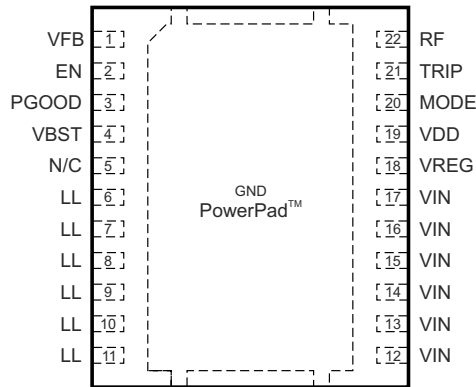 VFB 1 22 RF
EN 2 21 TRIP
PGOOD 3 20 MODE
VBST 4 19 VDD
N/C 5 18 VREG
LL 6 GND 17 VIN
PowerPad™
LL 7 16 VIN
LL 8 15 VIN
LL 9 14 VIN
LL 10 13 VIN
LL 11 12 VIN